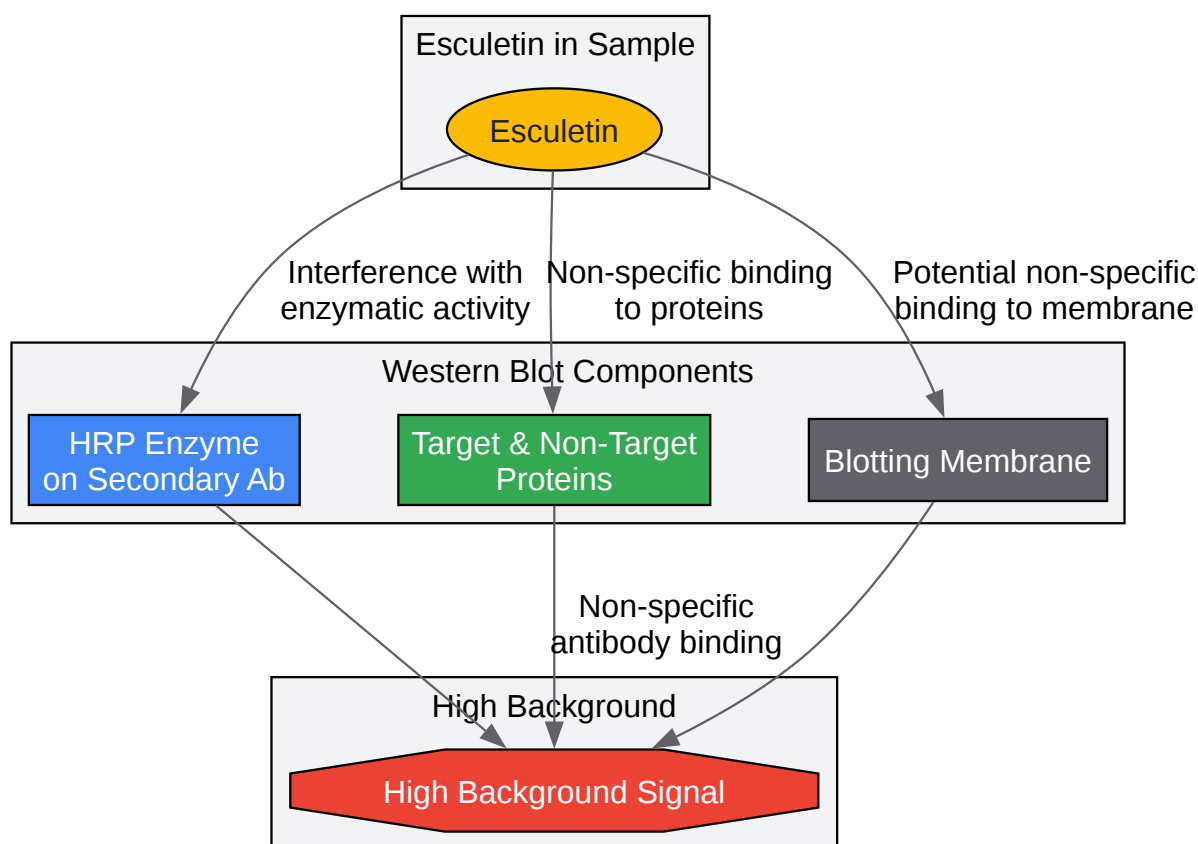 Esculetin in Sample
Esculetin
Interference with
enzymatic activity
Non-specific binding
to proteins
Potential non-specific
binding to membrane
Western Blot Components
HRP Enzyme
on Secondary Ab
Target & Non-Target
Proteins
Blotting Membrane
Non-specific
antibody binding
High Background
High Background Signal